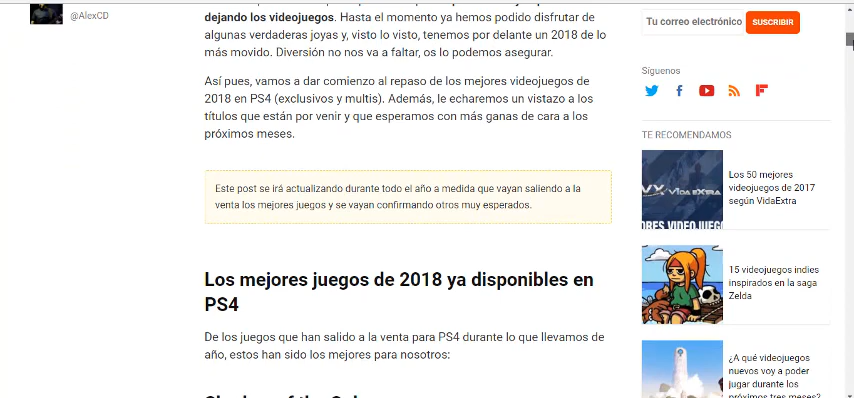 @AlexCD
dejando los videojuegos. Hasta el momento ya hemos podido disfrutar de
algunas verdaderas joyas y, visto lo visto, tenemos por delante un 2018 de lo
más movido. Diversión no nos va a faltar, os lo podemos asegurar.
Así pues, vamos a dar comienzo al repaso de los mejores videojuegos de
2018 en PS4 (exclusivos y multis). Además, le echaremos un vistazo a los
títulos que están por venir y que esperamos con más ganas de cara a los
próximos meses.
Este post se irá actualizando durante todo el año a medida que vayan saliendo a la
venta los mejores juegos y se vayan confirmando otros muy esperados.
Los mejores juegos de 2018 ya disponibles en
PS4
De los juegos que han salido a la venta para PS4 durante lo que llevamos de
año, estos han sido los mejores para nosotros:
Tu correo electrónico
SUSCRIBIR
Síguenos
TE RECOMENDAMOS
VX VIDAEXTRA
Los 50 mejores
videojuegos de 2017
según VidaExtra
15 videojuegos indies
inspirados en la saga
Zelda
¿A qué videojuegos
nuevos voy a poder
jugar durante los
próximos tres meses?